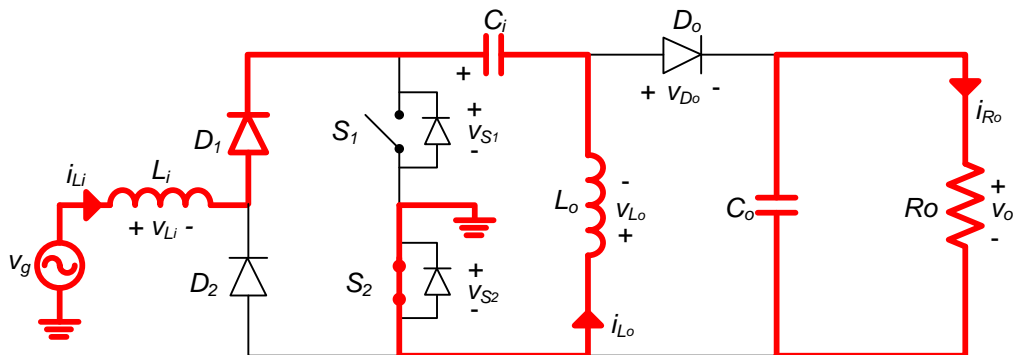 Ci
Do
+
+ vDo -
S1
+
vS1
-
D1
iLi
Li
+ vLi -
vg
D2
S2
+
vS2
-
Lo
-
vLo
+
iLo
Co
iRo
Ro
+
vo
-